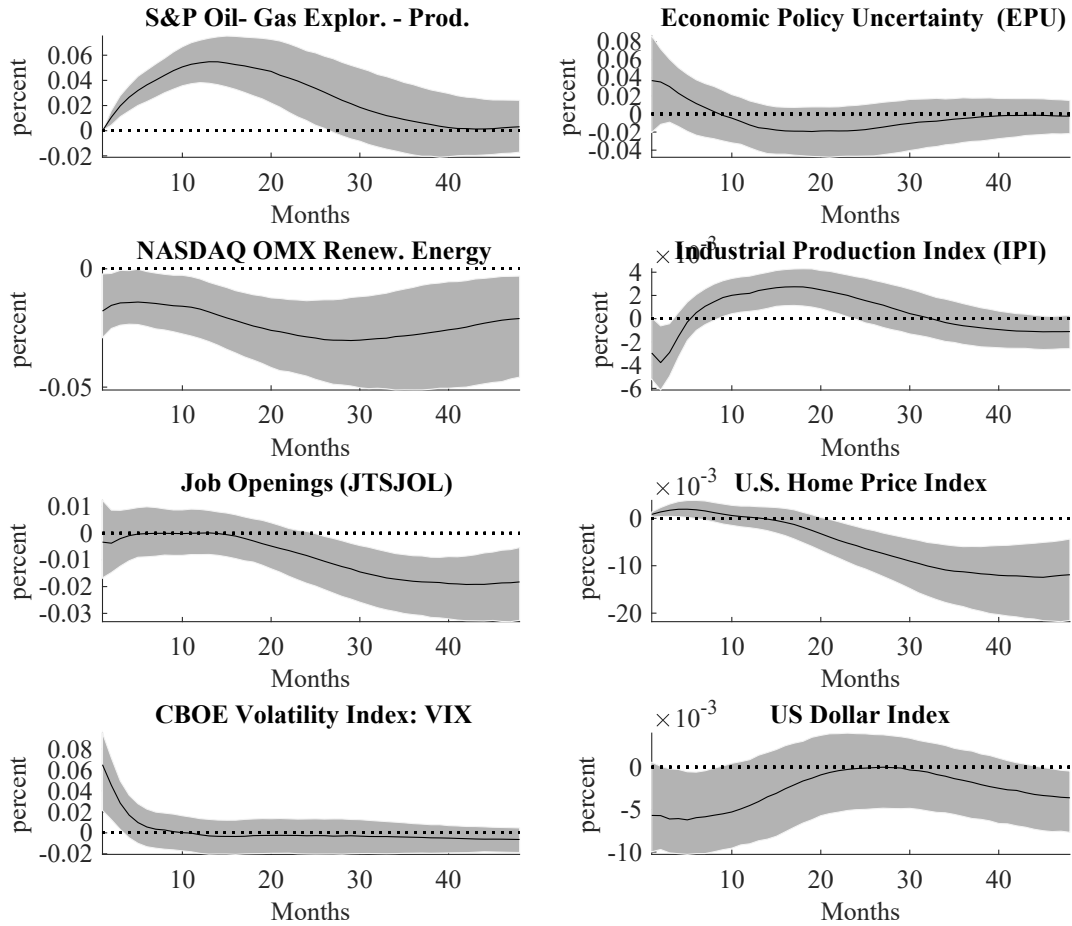 S&P Oil- Gas Explor. - Prod.
percent
0.06
0.04
0.02
0
-0.02
10 20 30 40
Months
Economic Policy Uncertainty (EPU)
percent
0.08
0.06
0.04
0.02
0
-0.02
-0.04
10 20 30 40
Months
NASDAQ OMX Renew. Energy
percent
0
-0.05
10 20 30 40
Months
×10-3
Industrial Production Index (IPI)
percent
4
2
0
-2
-4
-6
10 20 30 40
Months
Job Openings (JTSJOL)
percent
0.01
0
-0.01
-0.02
-0.03
10 20 30 40
Months
×10-3
U.S. Home Price Index
percent
0
-10
-20
10 20 30 40
Months
CBOE Volatility Index: VIX
percent
0.08
0.06
0.04
0.02
0
-0.02
10 20 30 40
Months
×10-3
US Dollar Index
percent
0
-5
-10
10 20 30 40
Months